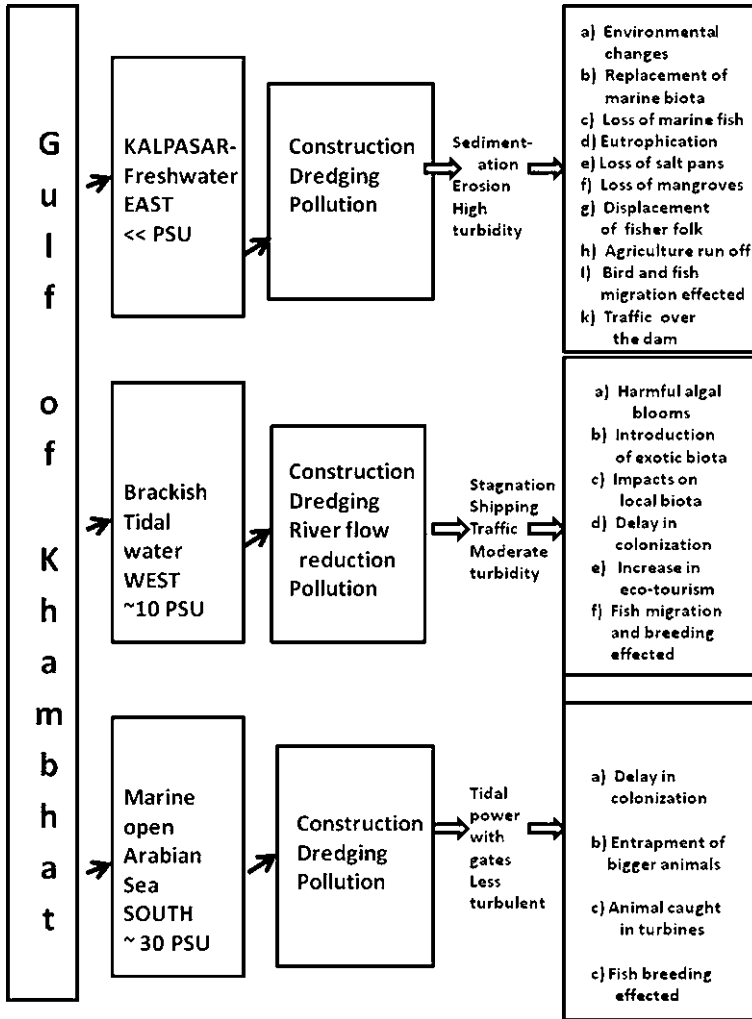 Gulf of Khambhat
KALPASAR-
Freshwater
EAST
<< PSU
Construction
Dredging
Pollution
Sediment-
ation
Erosion
High
turbidity
a) Environmental
changes
b) Replacement of
marine biota
c) Loss of marine fish
d) Eutrophication
e) Loss of salt pans
f) Loss of mangroves
g) Displacement
of fisher folk
h) Agriculture run off
I) Bird and fish
migration effected
k) Traffic over
the dam
Brackish
Tidal
water
WEST
~10 PSU
Construction
Dredging
River flow
reduction
Pollution
Stagnation
Shipping
Traffic
Moderate
turbidity
a) Harmful algal
blooms
b) Introduction
of exotic biota
c) Impacts on
local biota
d) Delay in
colonization
e) Increase in
eco-tourism
f) Fish migration
and breeding
effected
Marine
open
Arabian
Sea
SOUTH
~ 30 PSU
Construction
Dredging
Pollution
Tidal
power
with
gates
Less
turbulent
a) Delay in
colonization
b) Entrapment of
bigger animals
c) Animal caught
in turbines
c) Fish breeding
effected